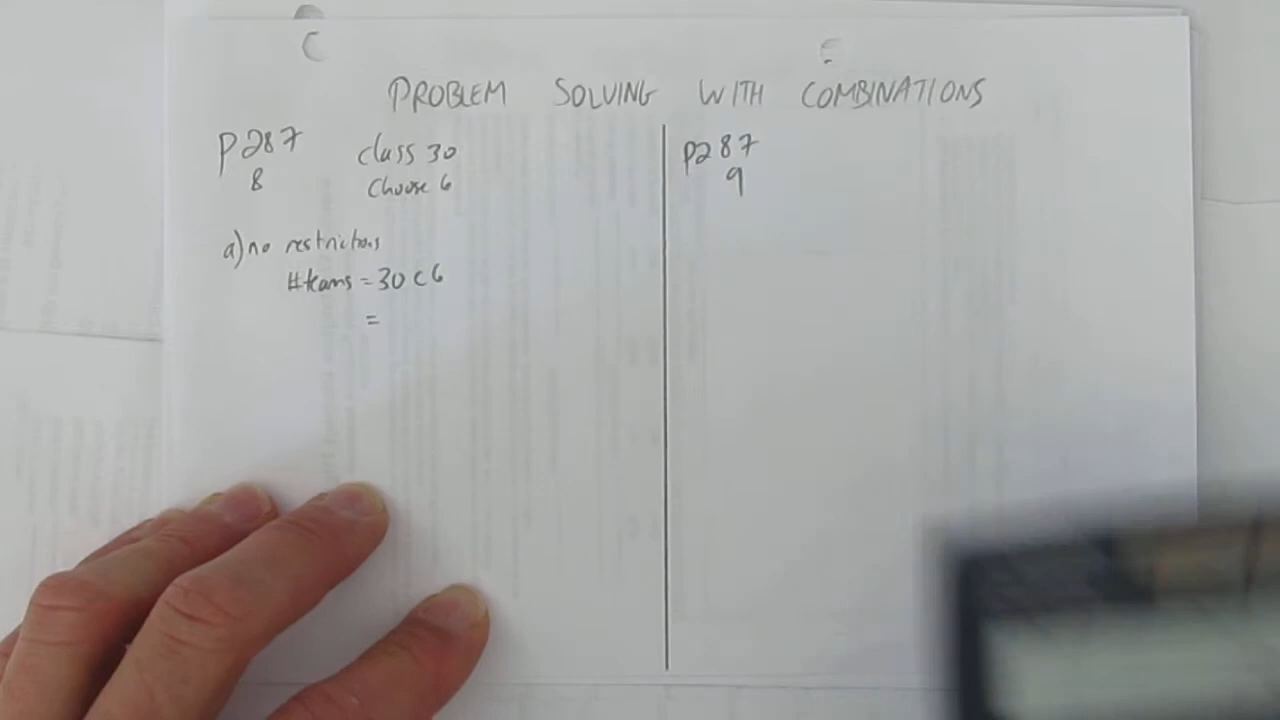 PROBLEM SOLVING WITH COMBINATIONS
p287 class 30
8 Choose 6
a) no restrictions
#teams = 30 C 6
=
p287
9